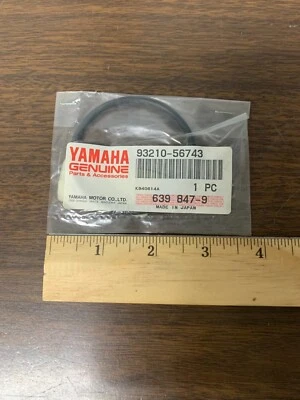 YAMAHA
GENUINE
Parts & Accessories
YAMAHA MOTOR CO.,LTD.
93210-56743
K940614A
1 PC
639 847-9
MADE IN JAPAN
1 2 3 4